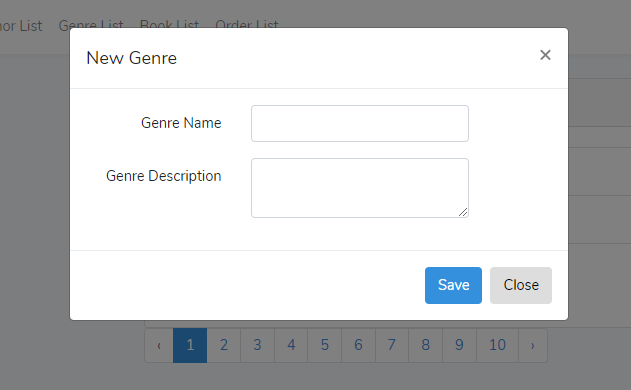 or List Genre List Book List Order List
New Genre ×
Genre Name
Genre Description
Save Close
‹ 1 2 3 4 5 6 7 8 9 10 ›